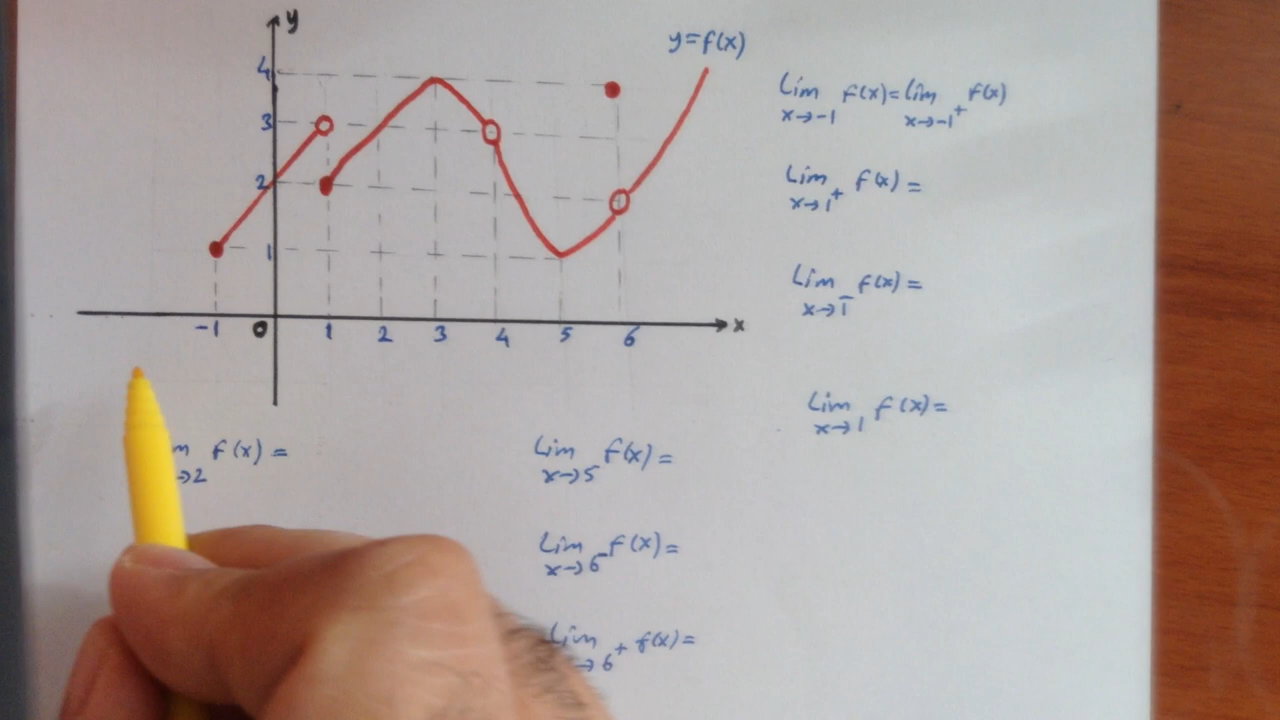 y
y=f(x)
4
3
2
1
-1 0 1 2 3 4 5 6 x
Lim f(x)=Lim f(x)
x→-1 x→-1⁺
Lim f(x)=
x→1⁺
Lim f(x)=
x→1⁻
Lim f(x)=
x→1
m f(x)=
→2
Lim f(x)=
x→5
Lim f(x)=
x→6⁻
Lim f(x)=
→6⁺